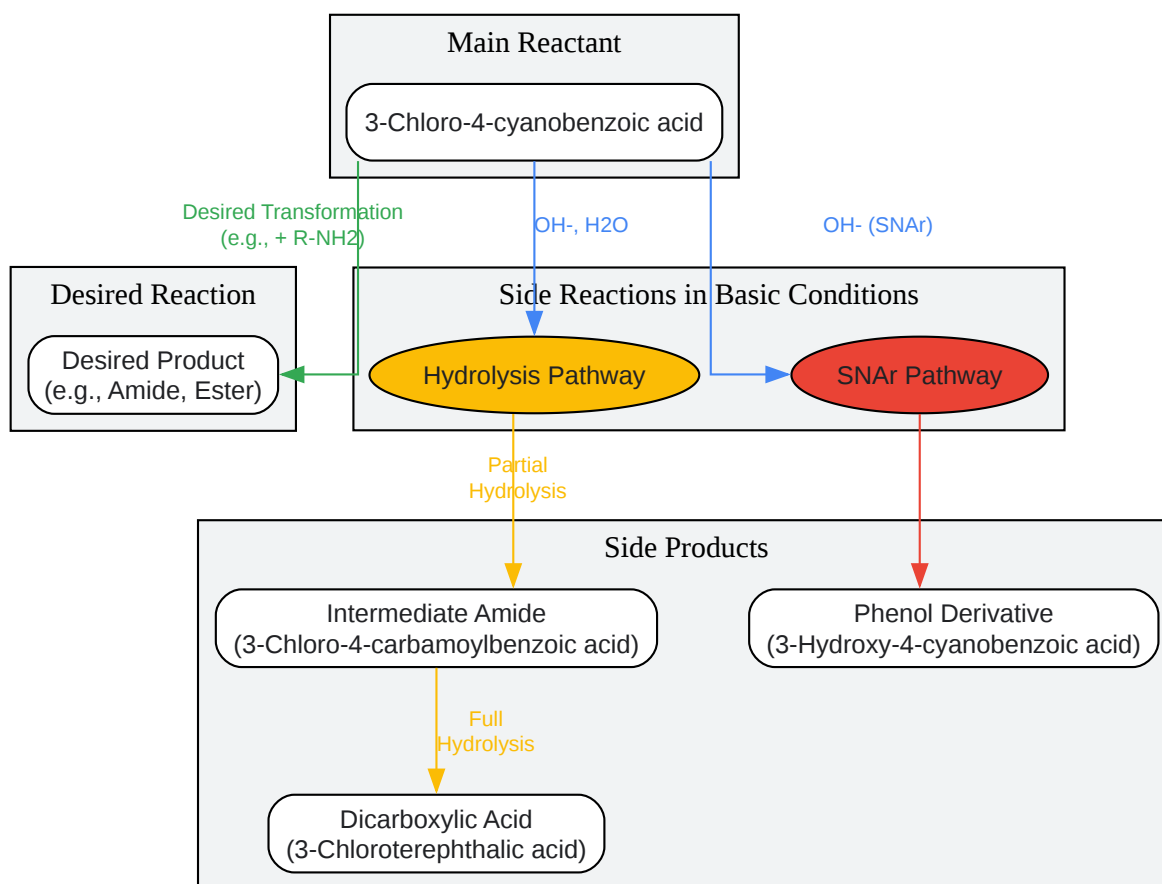 Main Reactant
3-Chloro-4-cyanobenzoic acid
Desired Transformation
(e.g., + R-NH2)
OH-, H2O
OH- (SNAr)
Desired Reaction
Desired Product
(e.g., Amide, Ester)
Side Reactions in Basic Conditions
Hydrolysis Pathway
SNAr Pathway
Partial
Hydrolysis
Side Products
Intermediate Amide
(3-Chloro-4-carbamoylbenzoic acid)
Phenol Derivative
(3-Hydroxy-4-cyanobenzoic acid)
Full
Hydrolysis
Dicarboxylic Acid
(3-Chloroterephthalic acid)